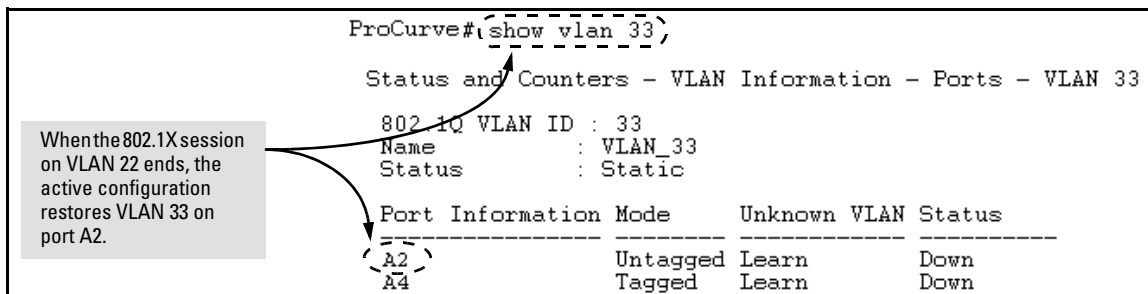 ProCurve# show vlan 33
Status and Counters - VLAN Information - Ports - VLAN 33
802.1Q VLAN ID : 33
Name : VLAN_33
Status : Static
When the 802.1X session
on VLAN 22 ends, the
active configuration
restores VLAN 33 on
port A2.
Port Information Mode Unknown VLAN Status
A2 Untagged Learn Down
A4 Tagged Learn Down